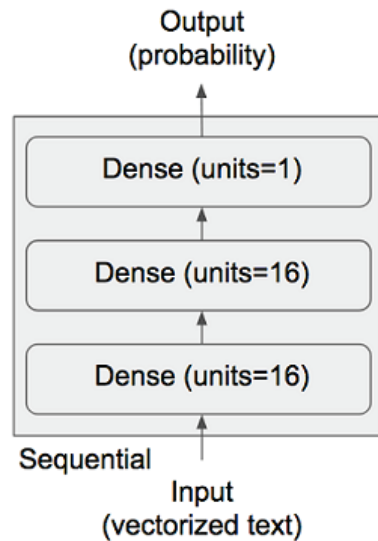 Output
(probability)
Dense (units=1)
Dense (units=16)
Dense (units=16)
Sequential
Input
(vectorized text)